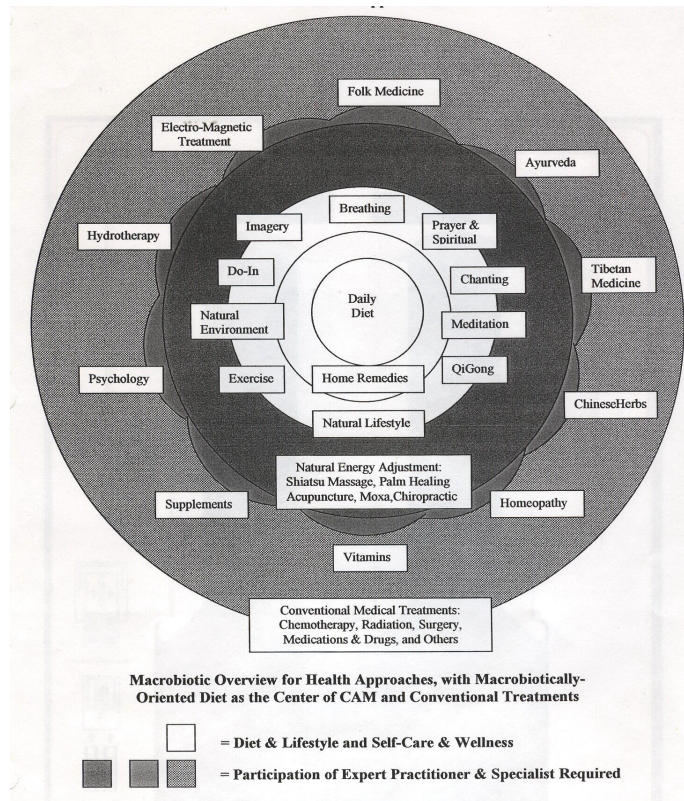 Folk Medicine
Electro-Magnetic
Treatment
Ayurveda
Breathing
Imagery
Prayer &
Spiritual
Hydrotherapy
Do-In
Chanting
Tibetan
Medicine
Daily
Diet
Natural
Environment
Meditation
Psychology
Exercise
Home Remedies
QiGong
ChineseHerbs
Natural Lifestyle
Natural Energy Adjustment:
Shiatsu Massage, Palm Healing
Acupuncture, Moxa,Chiropractic
Supplements
Homeopathy
Vitamins
Conventional Medical Treatments:
Chemotherapy, Radiation, Surgery,
Medications & Drugs, and Others
Macrobiotic Overview for Health Approaches, with Macrobiotically-
Oriented Diet as the Center of CAM and Conventional Treatments
= Diet & Lifestyle and Self-Care & Wellness
= Participation of Expert Practitioner & Specialist Required